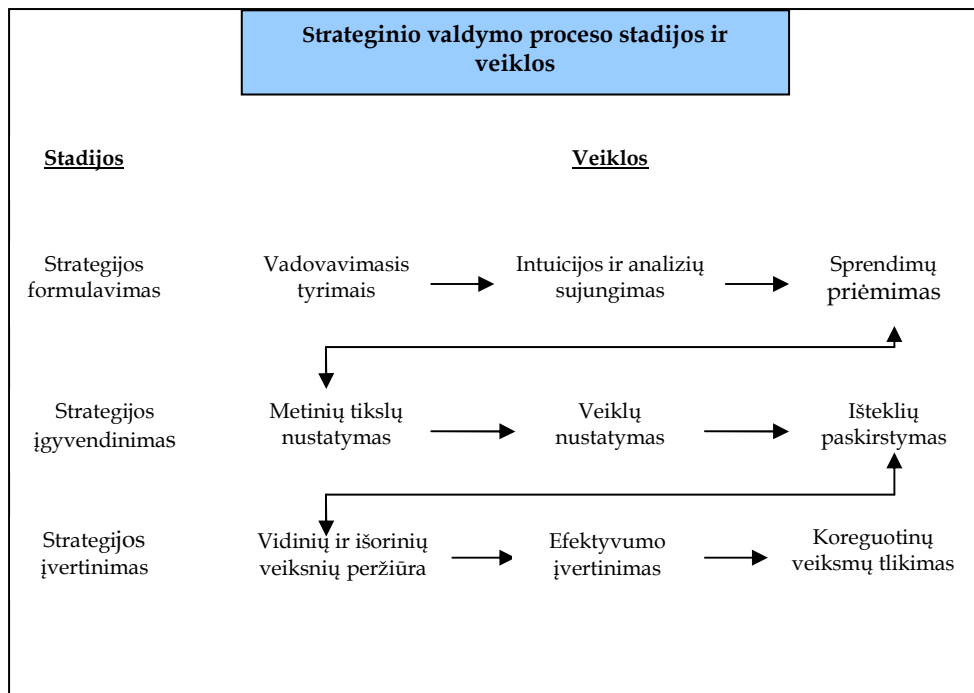 Strateginio valdymo proceso stadijos ir
veiklos
Stadijos
Veiklos
Strategijos
formulavimas
Vadovavimasis
tyrimais
Intuicijos ir analizių
sujungimas
Sprendimų
priėmimas
Strategijos
įgyvendinimas
Metinių tikslų
nustatymas
Veiklų
nustatymas
Išteklių
paskirstymas
Strategijos
įvertinimas
Vidinių ir išorinių
veiksnių peržiūra
Efektyvumo
įvertinimas
Koreguotinų
veiksmų tlikimas